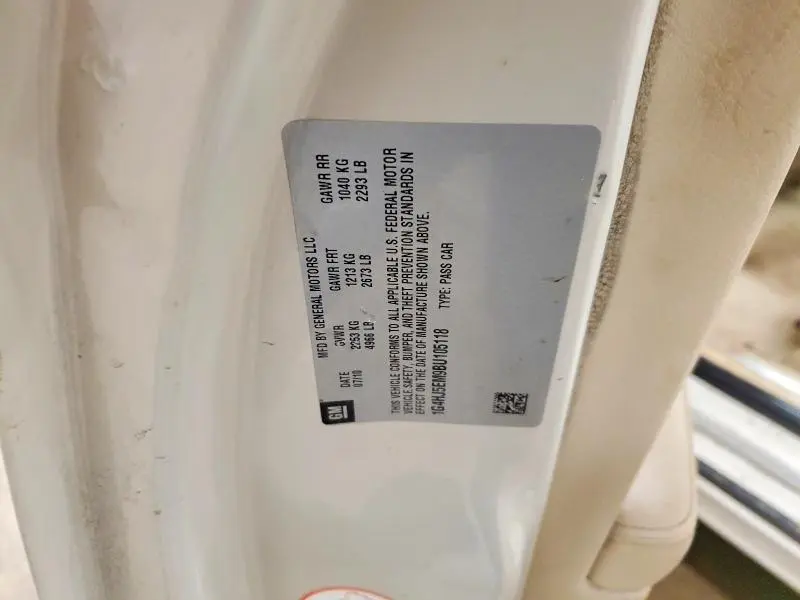 GM
MFD BY GENERAL MOTORS LLC
DATE GVWR GAWR FRT GAWR RR
07/10 2253 KG 1213 KG 1040 KG
4966 LB 2673 LB 2293 LB
THIS VEHICLE CONFORMS TO ALL APPLICABLE U.S. FEDERAL MOTOR
VEHICLE SAFETY, BUMPER, AND THEFT PREVENTION STANDARDS IN
EFFECT ON THE DATE OF MANUFACTURE SHOWN ABOVE.
1G4HJ5EM9BU105118 TYPE: PASS CAR